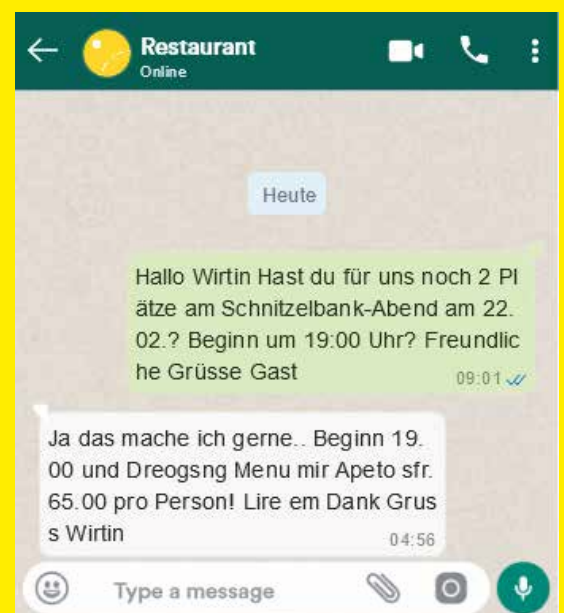 Restaurant
Online
Heute
Hallo Wirtin Hast du für uns noch 2 Pl
ätze am Schnitzelbank-Abend am 22.
02.? Beginn um 19:00 Uhr? Freundlic
he Grüsse Gast
09:01
Ja das mache ich gerne.. Beginn 19.
00 und Dreogsng Menu mir Apeto sfr.
65.00 pro Person! Lire em Dank Grus
s Wirtin
04:56
Type a message